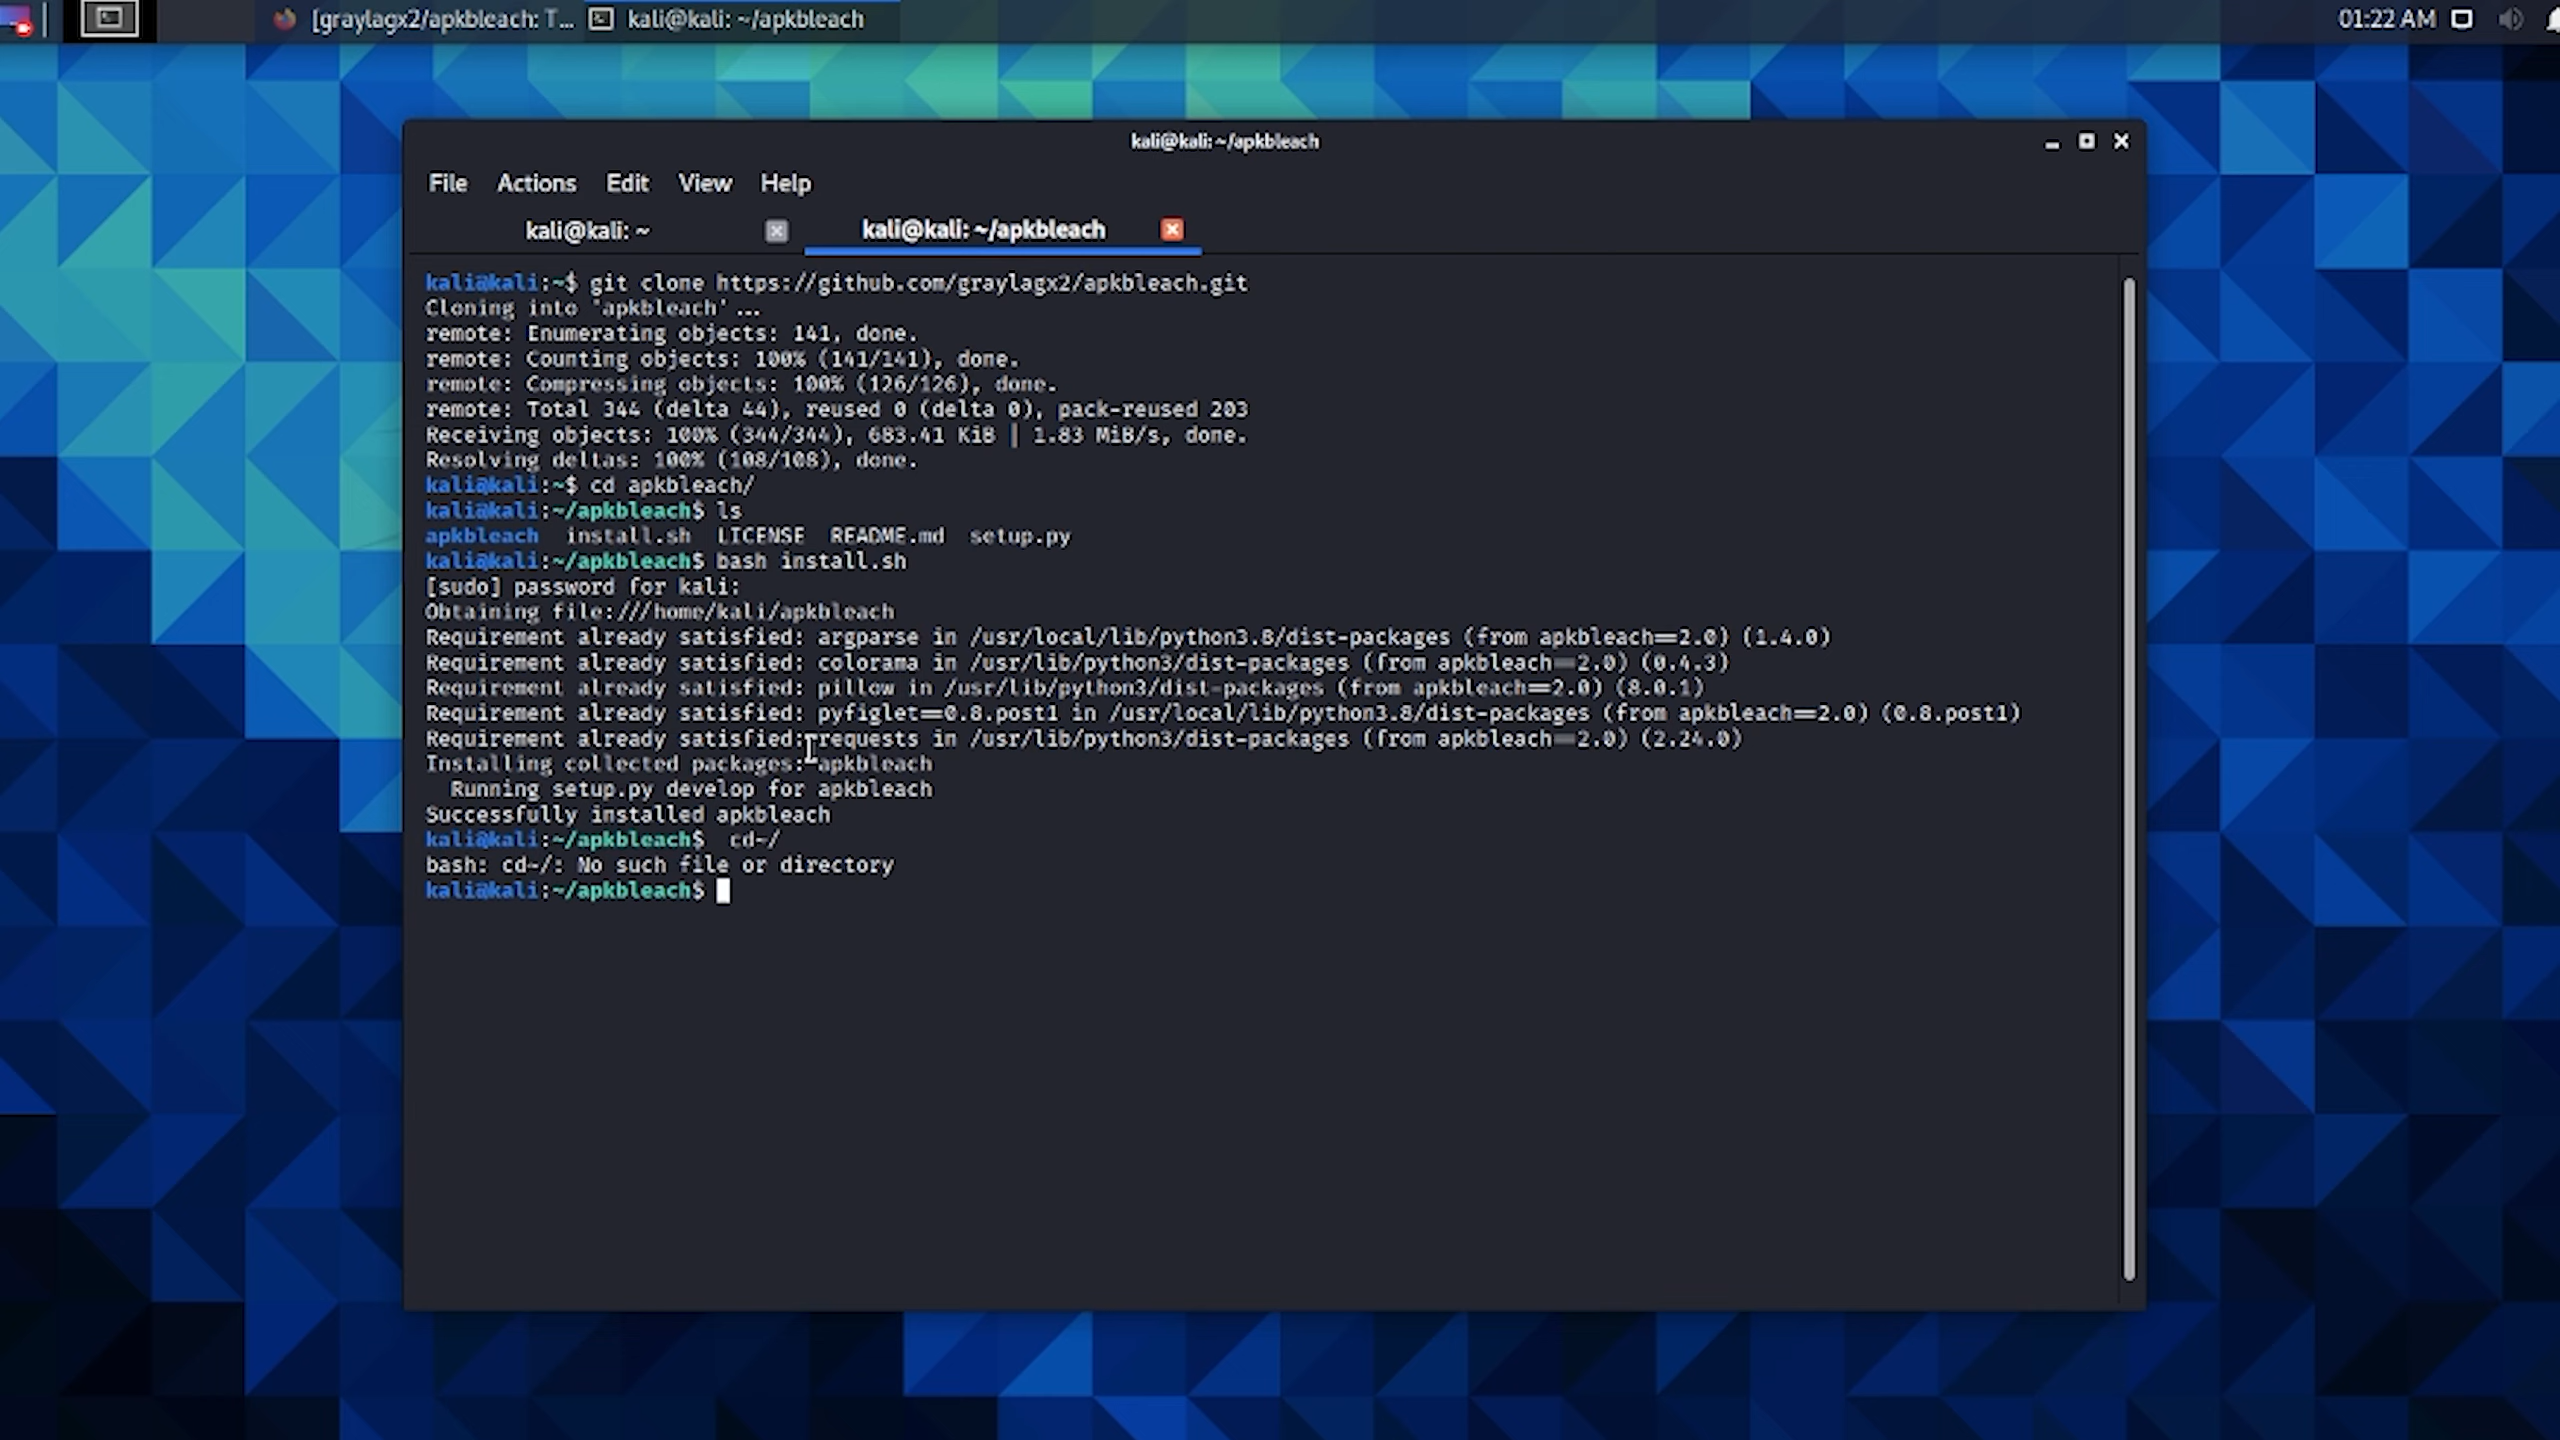 [graylagx2/apkbleach: T... kali@kali: ~/apkbleach 01:22 AM
kali@kali: ~/apkbleach
File Actions Edit View Help
kali@kali: ~ kali@kali: ~/apkbleach
kali@kali:~$ git clone https://github.com/graylagx2/apkbleach.git
Cloning into 'apkbleach'...
remote: Enumerating objects: 141, done.
remote: Counting objects: 100% (141/141), done.
remote: Compressing objects: 100% (126/126), done.
remote: Total 344 (delta 44), reused 0 (delta 0), pack-reused 203
Receiving objects: 100% (344/344), 683.41 KiB | 1.83 MiB/s, done.
Resolving deltas: 100% (108/108), done.
kali@kali:~$ cd apkbleach/
kali@kali:~/apkbleach$ ls
apkbleach install.sh LICENSE README.md setup.py
kali@kali:~/apkbleach$ bash install.sh
[sudo] password for kali:
Obtaining file:///home/kali/apkbleach
Requirement already satisfied: argparse in /usr/local/lib/python3.8/dist-packages (from apkbleach==2.0) (1.4.0)
Requirement already satisfied: colorama in /usr/lib/python3/dist-packages (from apkbleach==2.0) (0.4.3)
Requirement already satisfied: pillow in /usr/lib/python3/dist-packages (from apkbleach==2.0) (8.0.1)
Requirement already satisfied: pyfiglet==0.8.post1 in /usr/local/lib/python3.8/dist-packages (from apkbleach==2.0) (0.8.post1)
Requirement already satisfied: requests in /usr/lib/python3/dist-packages (from apkbleach==2.0) (2.24.0)
Installing collected packages: apkbleach
  Running setup.py develop for apkbleach
Successfully installed apkbleach
kali@kali:~/apkbleach$  cd~/
bash: cd~/: No such file or directory
kali@kali:~/apkbleach$